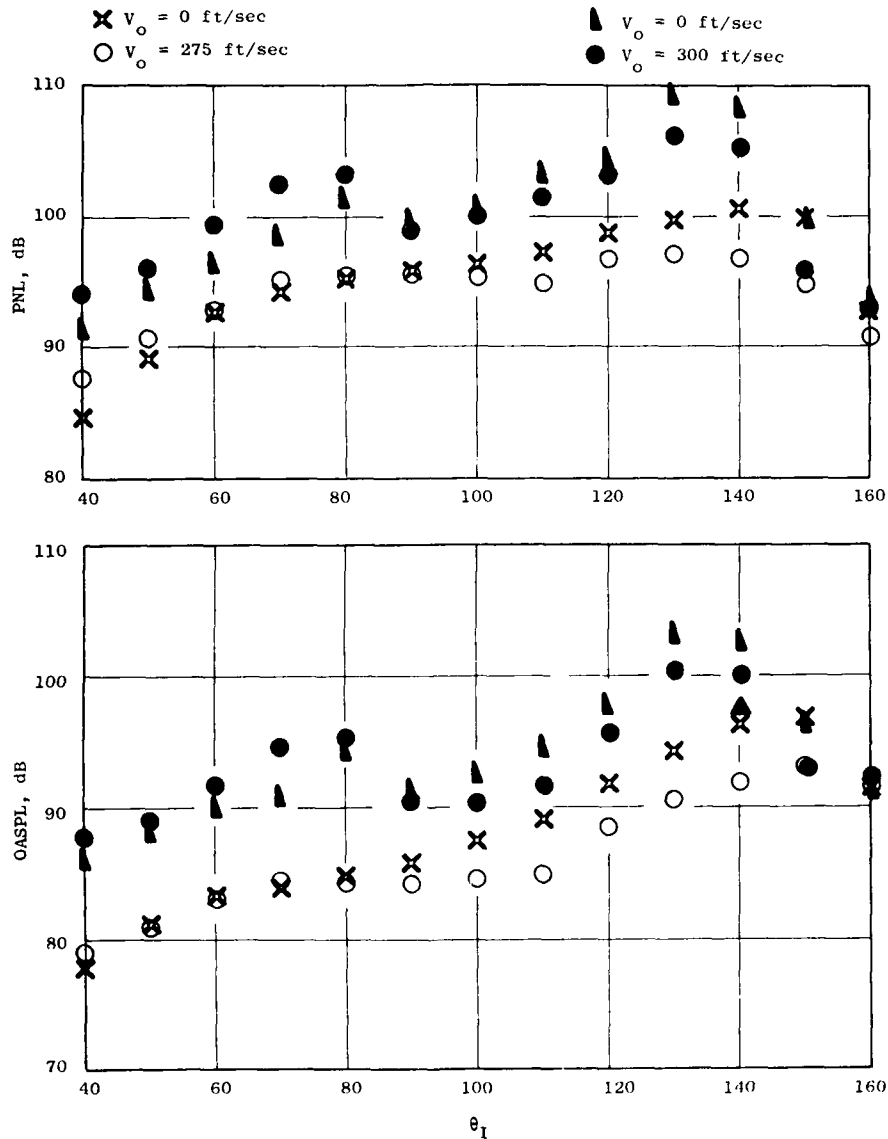 V_o = 0 ft/sec
V_o = 275 ft/sec
V_o = 0 ft/sec
V_o = 300 ft/sec
110
100
90
80
PNL, dB
40 60 80 100 120 140 160
110
100
90
80
70
OASPL, dB
40 60 80 100 120 140 160
θ_I